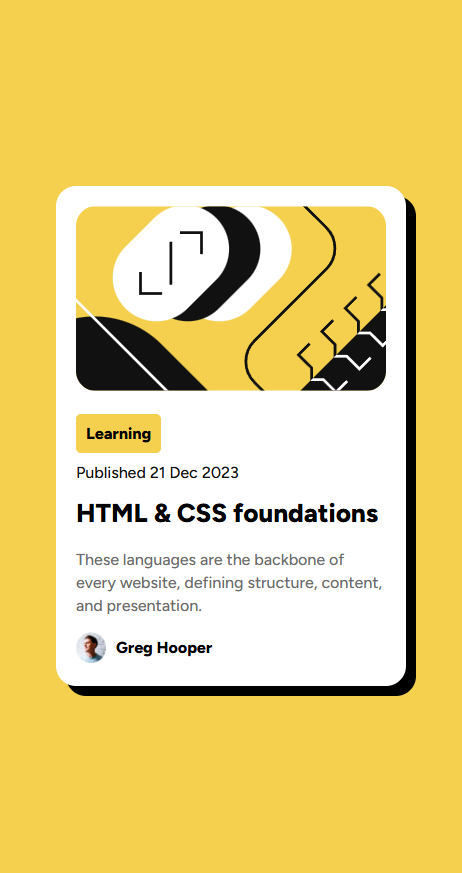 Learning
Published 21 Dec 2023
HTML & CSS foundations
These languages are the backbone of
every website, defining structure, content,
and presentation.
Greg Hooper